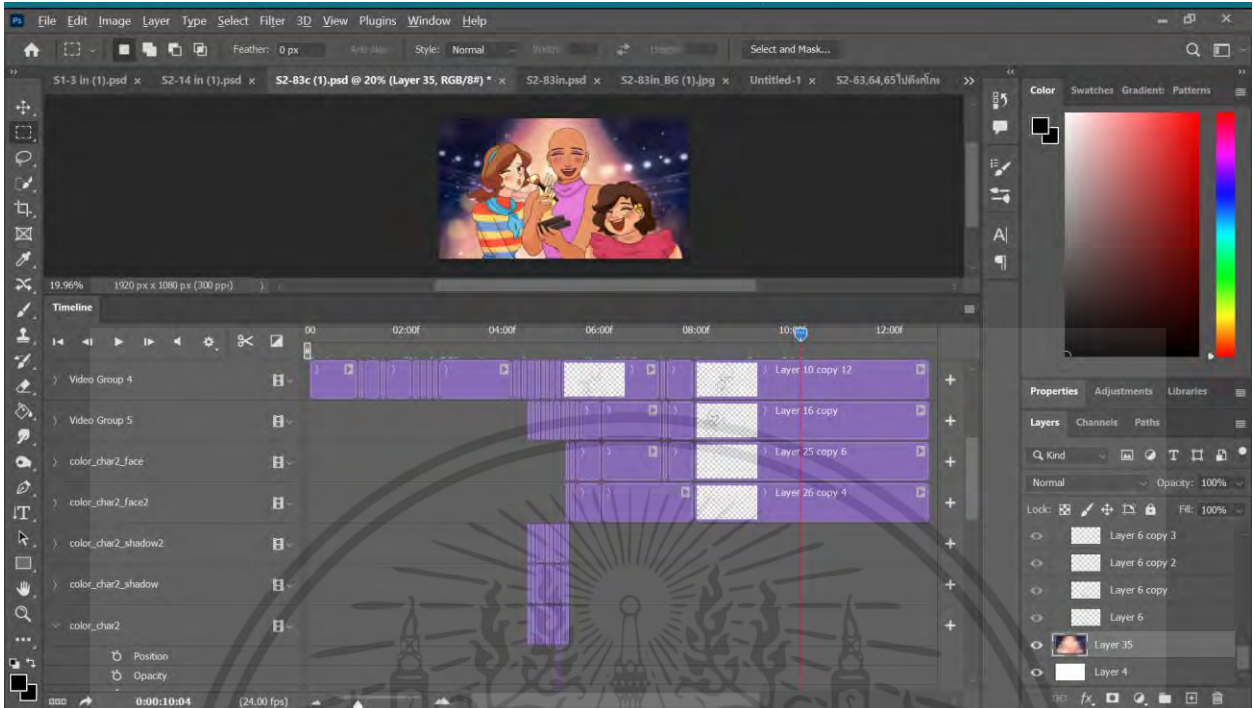 Ps File Edit Image Layer Type Select Filter 3D View Plugins Window Help
Feather: 0 px Anti-alias Style: Normal Width: Height: Select and Mask...
S1-3 in (1).psd × S2-14 in (1).psd × S2-83c (1).psd @ 20% (Layer 35, RGB/8#) * × S2-83in.psd × S2-83in_BG (1).jpg × Untitled-1 ×
Color Swatches Gradients Patterns
19.96% 1920 px x 1080 px (300 ppi)
Timeline
00 02:00f 04:00f 06:00f 08:00f 10:00f 12:00f
Video Group 4
Layer 10 copy 12
Video Group 5
Layer 16 copy
color_char2_face
Layer 25 copy 6
color_char2_face2
Layer 26 copy 4
color_char2_shadow2
color_char2_shadow
color_char2
Position
Opacity
0:00:10:04 (24.00 fps)
Properties Adjustments Libraries
Layers Channels Paths
Kind
Normal Opacity: 100%
Lock: Fill: 100%
Layer 6 copy 3
Layer 6 copy 2
Layer 6 copy
Layer 6
Layer 35
Layer 4
fx